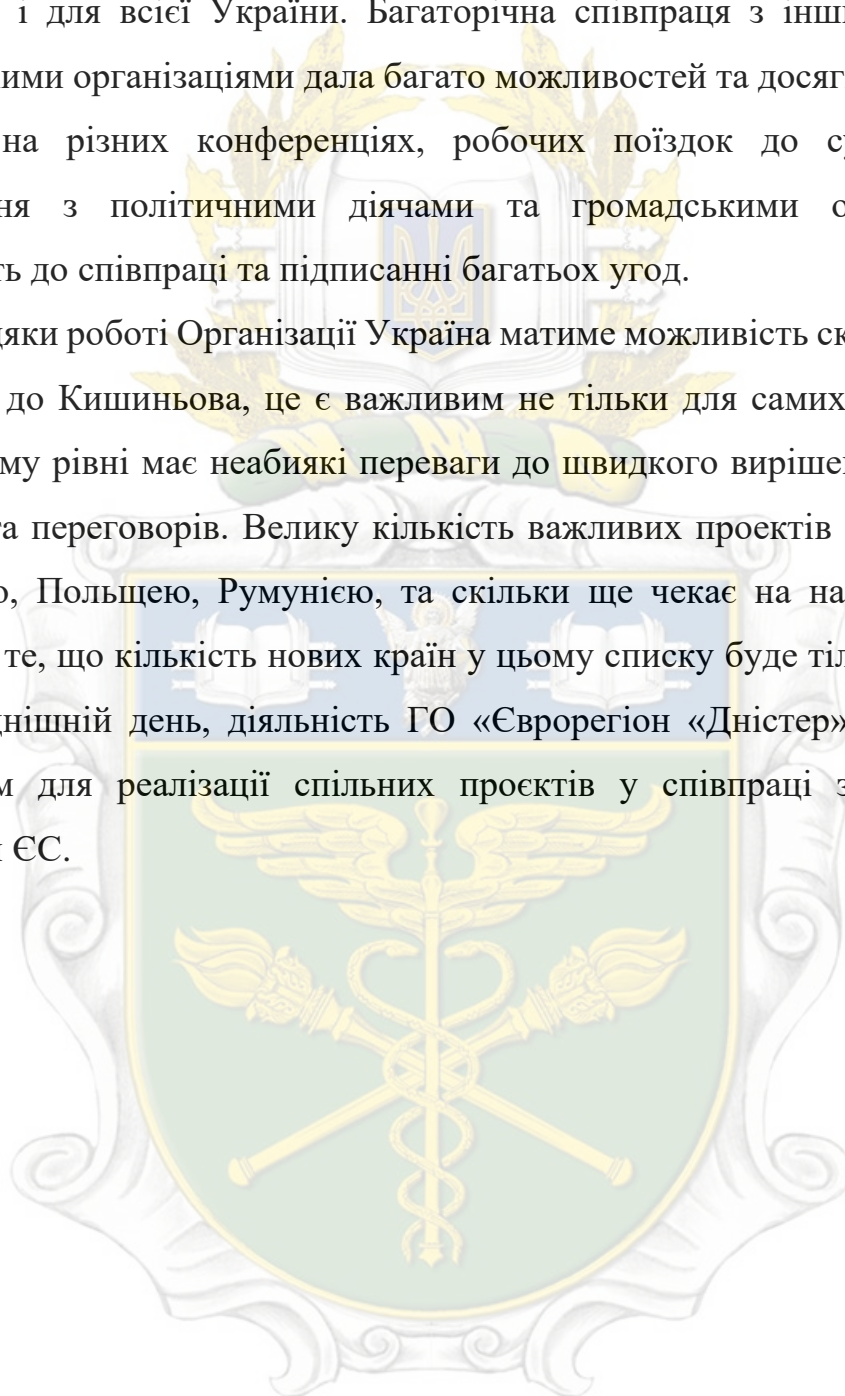 і для всієї України. Багаторічна співпраця з інш
ими організаціями дала багато можливостей та досяг
на різних конференціях, робочих поїздок до с
ня з політичними діячами та громадськими о
ть до співпраці та підписанні багатьох угод.
яки роботі Організації Україна матиме можливість ск
до Кишиньова, це є важливим не тільки для самих
му рівні має неабиякі переваги до швидкого виріше
та переговорів. Велику кількість важливих проектів
о, Польщею, Румунією, та скільки ще чекає на на
те, що кількість нових країн у цьому списку буде тіл
днішній день, діяльність ГО «Єврорегіон «Дністер»
м для реалізації спільних проєктів у співпраці з
ЄС.